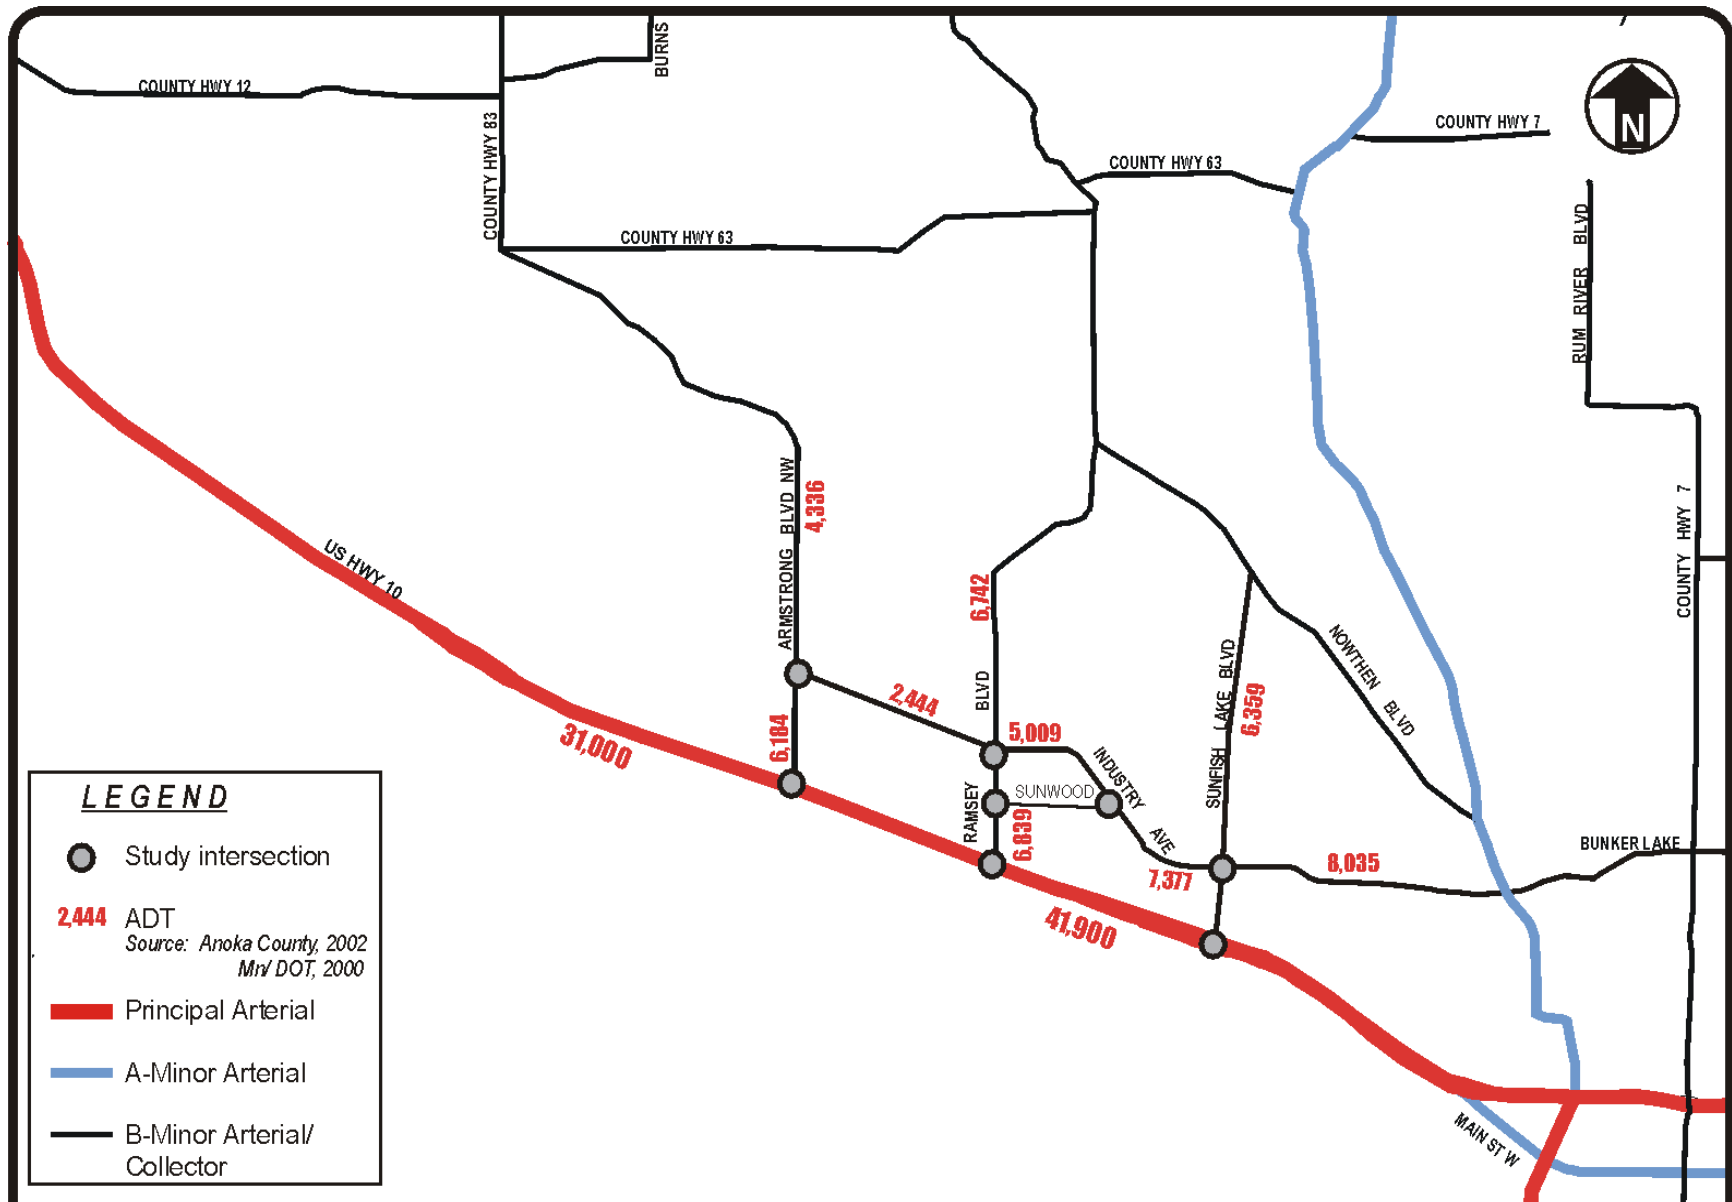 BURNS
COUNTY HWY 12
COUNTY HWY 83
COUNTY HWY 7
N
COUNTY HWY 63
COUNTY HWY 63
RUM RIVER BLVD
US HWY 10
ARMSTRONG BLVD NW
4,336
6,742
COUNTY HWY 7
NOWTHEN BLVD
SUNFISH LAKE BLVD
6,359
BLVD
2,444
31,000
6,184
5,009
INDUSTRY AVE
SUNWOOD
RAMSEY
6,839
7,377
8,035
BUNKER LAKE
41,900
MAIN ST W
LEGEND
Study intersection
2,444 ADT
Source: Anoka County, 2002
Mn/ DOT, 2000
Principal Arterial
A-Minor Arterial
B-Minor Arterial/
Collector